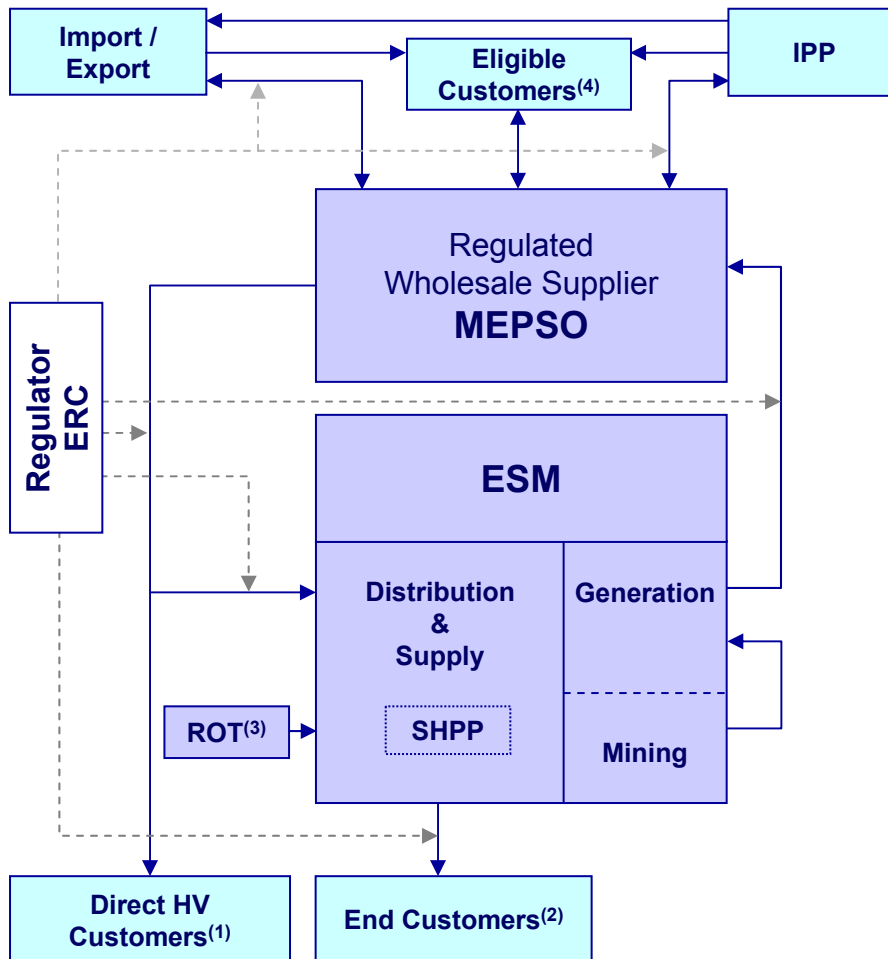 Import /
Export
Eligible
Customers(4)
IPP
Regulated
Wholesale Supplier
MEPSO
Regulator
ERC
ESM
Distribution
&
Supply
Generation
ROT(3)
SHPP
Mining
Direct HV
Customers(1)
End Customers(2)